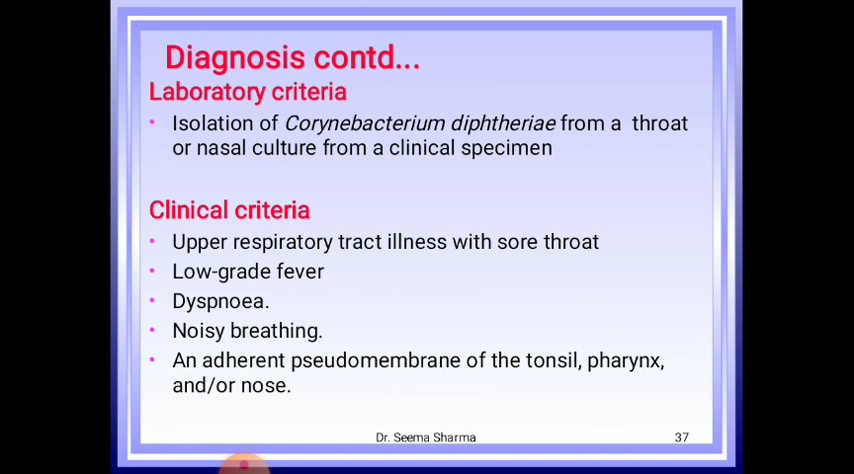 Diagnosis contd...
Laboratory criteria
• Isolation of Corynebacterium diphtheriae from a throat
or nasal culture from a clinical specimen
Clinical criteria
• Upper respiratory tract illness with sore throat
• Low-grade fever
• Dyspnoea.
• Noisy breathing.
• An adherent pseudomembrane of the tonsil, pharynx,
and/or nose.
Dr. Seema Sharma
37